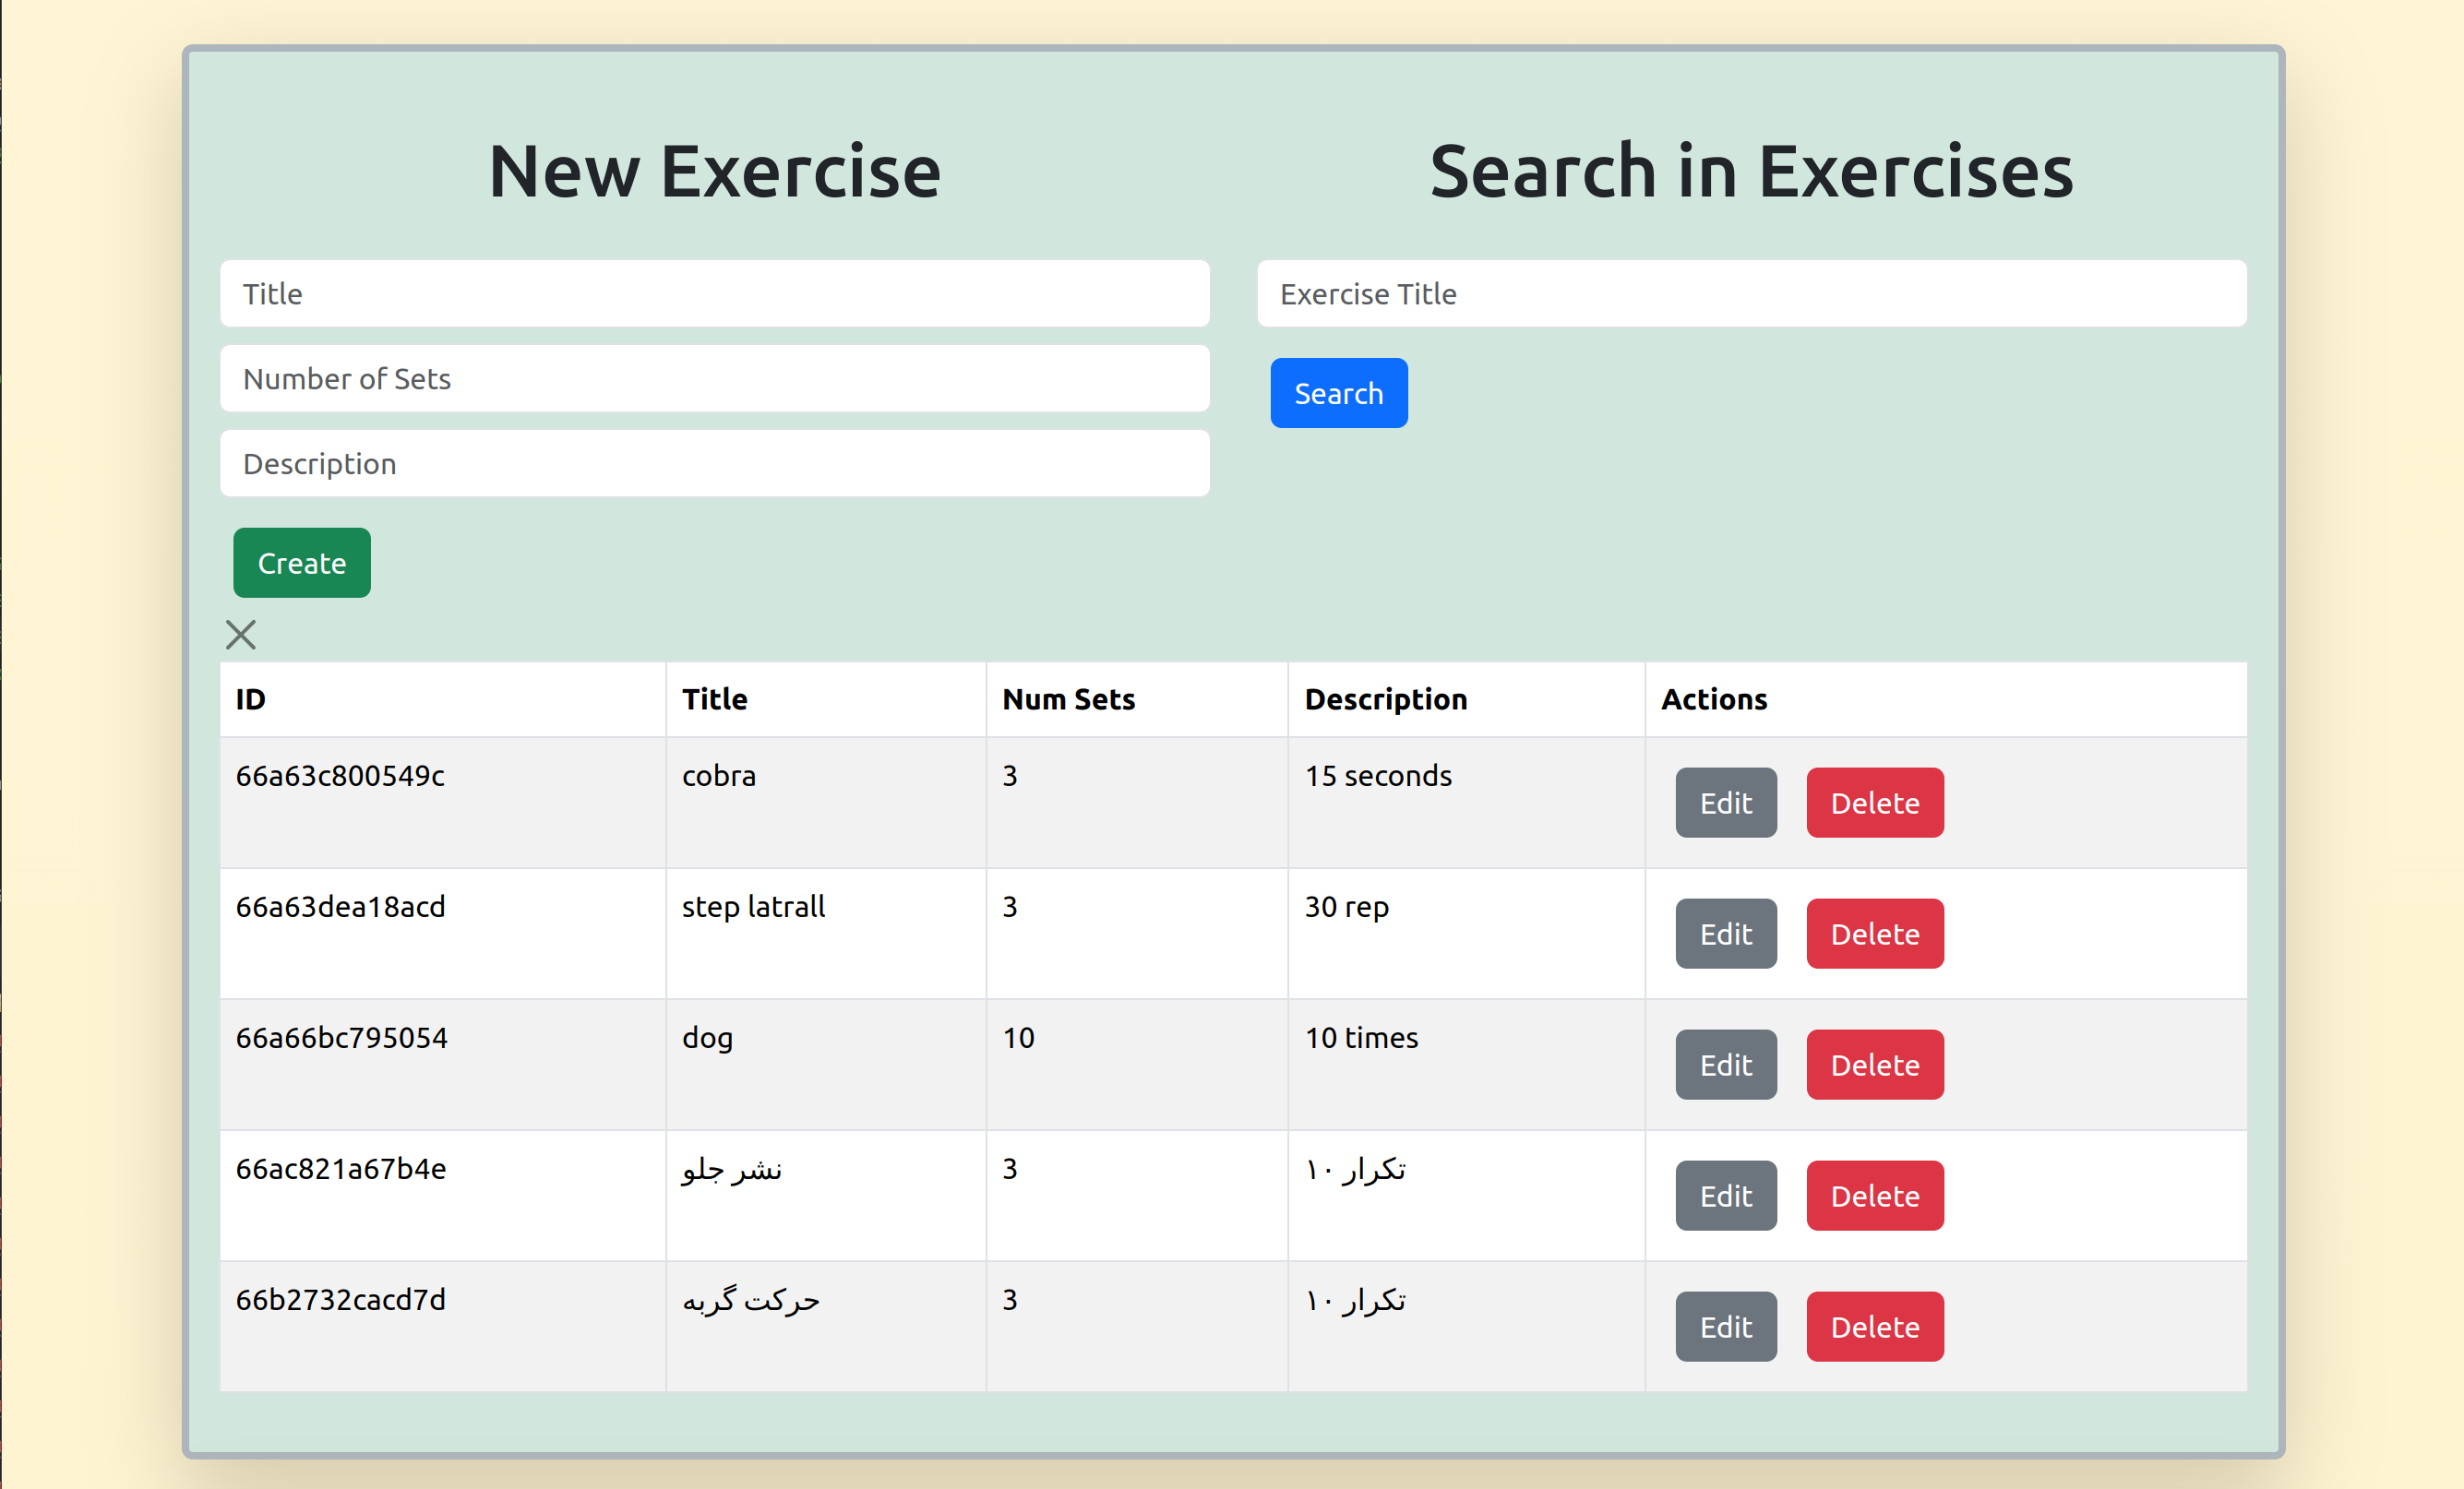 New Exercise
Search in Exercises
Title
Exercise Title
Number of Sets
Search
Description
Create
ID Title Num Sets Description Actions
66a63c800549c cobra 3 15 seconds Edit Delete
66a63dea18acd step latrall 3 30 rep Edit Delete
66a66bc795054 dog 10 10 times Edit Delete
66ac821a67b4e نشر جلو 3 تکرار ۱۰ Edit Delete
66b2732cacd7d حرکت گربه 3 تکرار ۱۰ Edit Delete